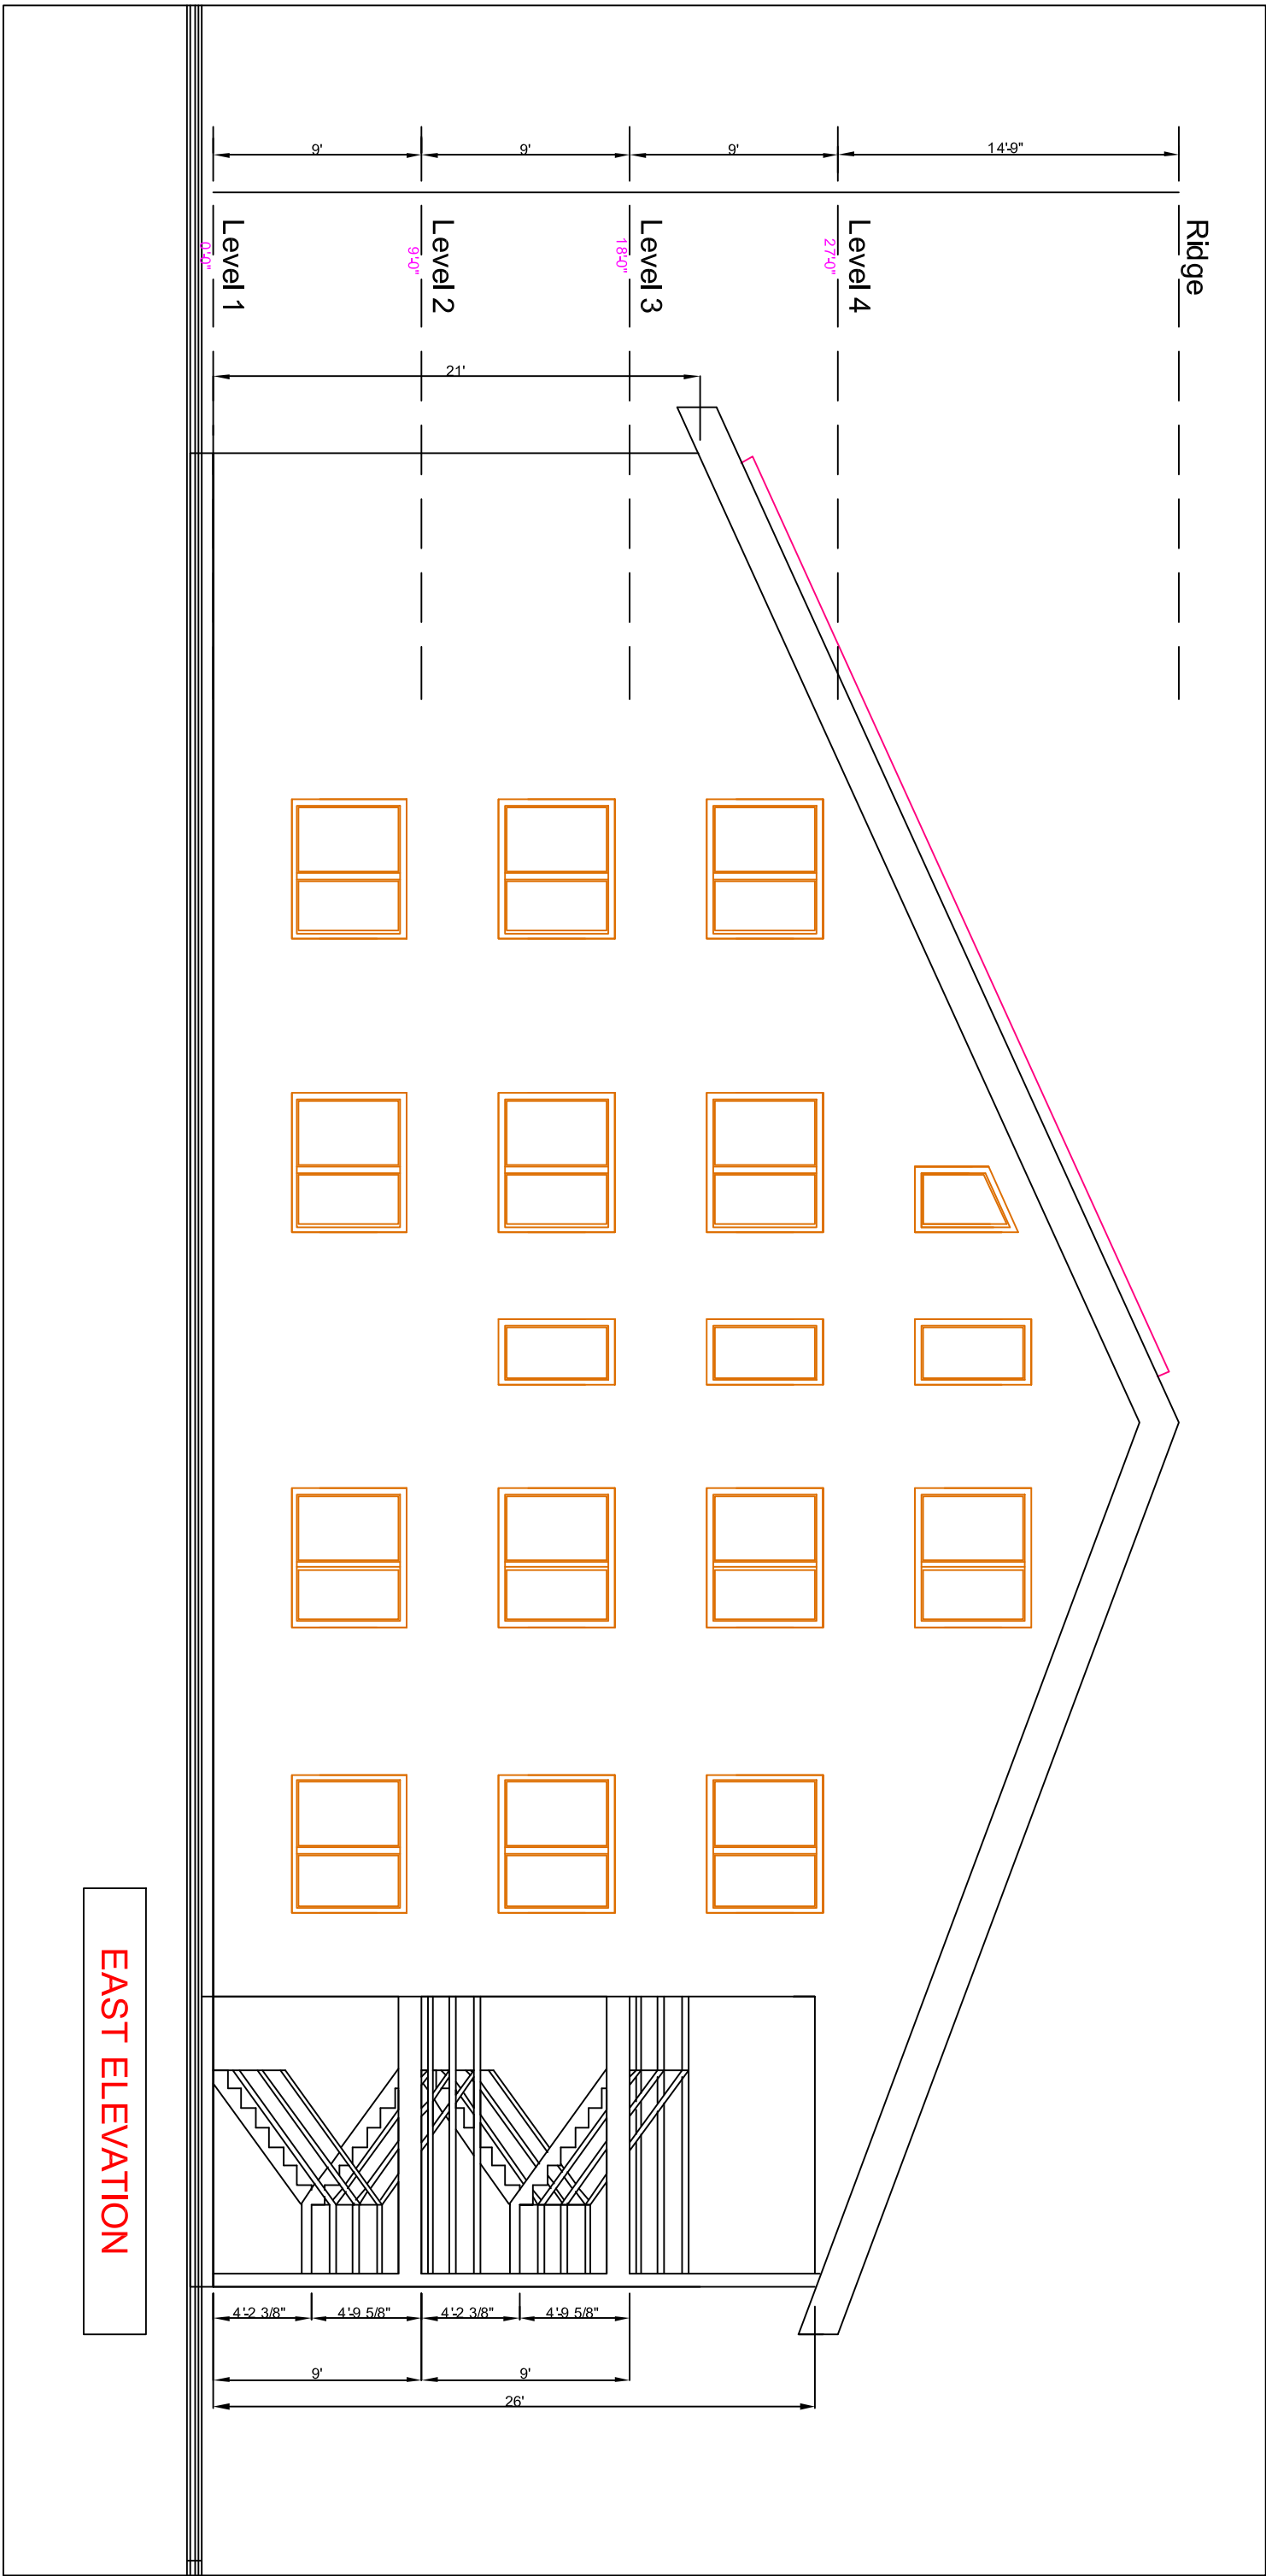 Ridge
14'-9"
Level 4
27'-0"
9'
Level 3
18'-0"
9'
Level 2
9'-0"
9'
Level 1
0'-0"
21'
4'-9 5/8"
4'-2 3/8"
4'-9 5/8"
4'-2 3/8"
9'
9'
26'
EAST ELEVATION